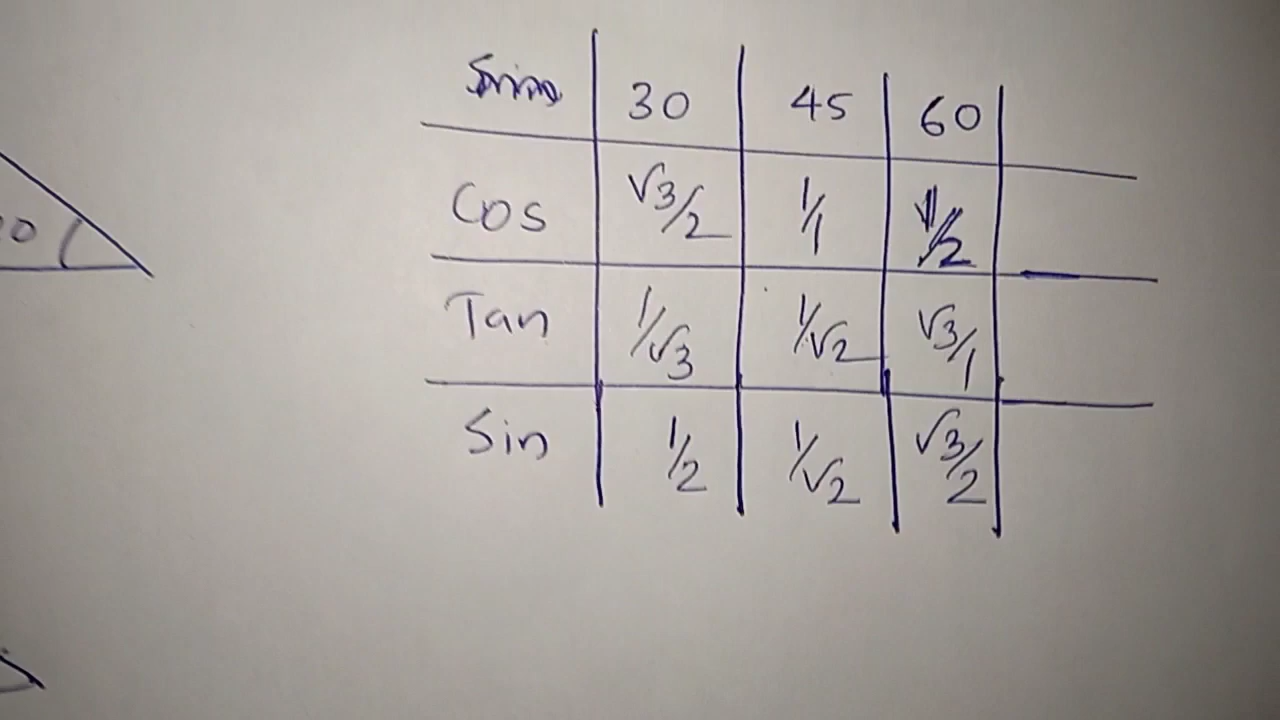 30 45 60
Cos √3/2 1/1 1/2
Tan 1/√3 1/√2 √3/1
Sin 1/2 1/√2 √3/2